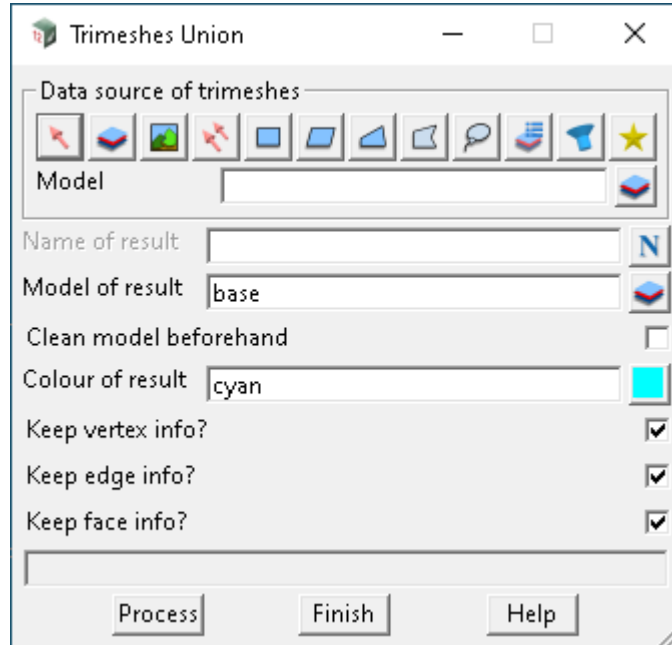 Trimeshes Union
Data source of trimeshes
Model
Name of result N
Model of result base
Clean model beforehand
Colour of result cyan
Keep vertex info?
Keep edge info?
Keep face info?
Process Finish Help